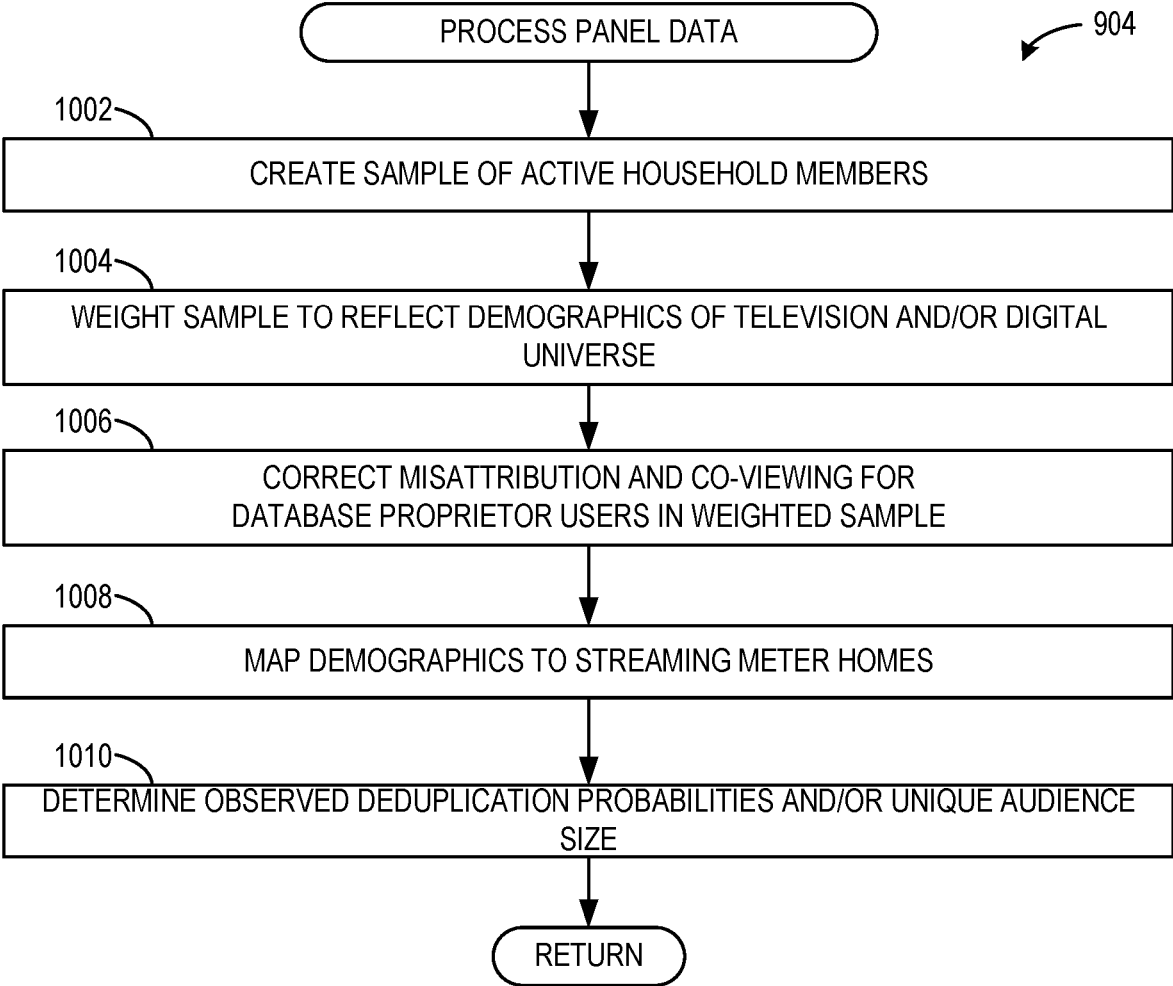 PROCESS PANEL DATA
904
1002
CREATE SAMPLE OF ACTIVE HOUSEHOLD MEMBERS
1004
WEIGHT SAMPLE TO REFLECT DEMOGRAPHICS OF TELEVISION AND/OR DIGITAL
UNIVERSE
1006
CORRECT MISATTRIBUTION AND CO-VIEWING FOR
DATABASE PROPRIETOR USERS IN WEIGHTED SAMPLE
1008
MAP DEMOGRAPHICS TO STREAMING METER HOMES
1010
DETERMINE OBSERVED DEDUPLICATION PROBABILITIES AND/OR UNIQUE AUDIENCE
SIZE
RETURN